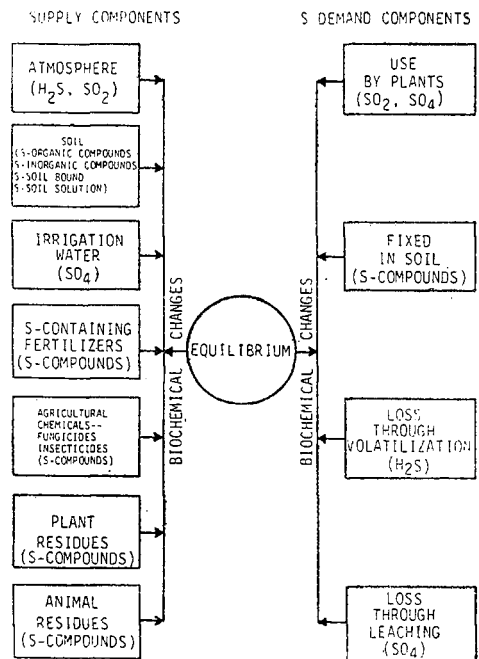 SUPPLY COMPONENTS
ATMOSPHERE
(H₂S, SO₂)
SOIL
(S-ORGANIC COMPOUNDS
S-INORGANIC COMPOUNDS
S-SOIL BOUND
S-SOIL SOLUTION)
IRRIGATION
WATER
(SO₄)
S-CONTAINING
FERTILIZERS
(S-COMPOUNDS)
AGRICULTURAL
CHEMICALS--
FUNGICIDES
INSECTICIDES
(S-COMPOUNDS)
PLANT
RESIDUES
(S-COMPOUNDS)
ANIMAL
RESIDUES
(S-COMPOUNDS)
BIOCHEMICAL CHANGES
EQUILIBRIUM
BIOCHEMICAL CHANGES
S DEMAND COMPONENTS
USE
BY PLANTS
(SO₂, SO₄)
FIXED
IN SOIL
(S-COMPOUNDS)
LOSS
THROUGH
VOLATILIZATION
(H₂S)
LOSS
THROUGH
LEACHING
(SO₄)